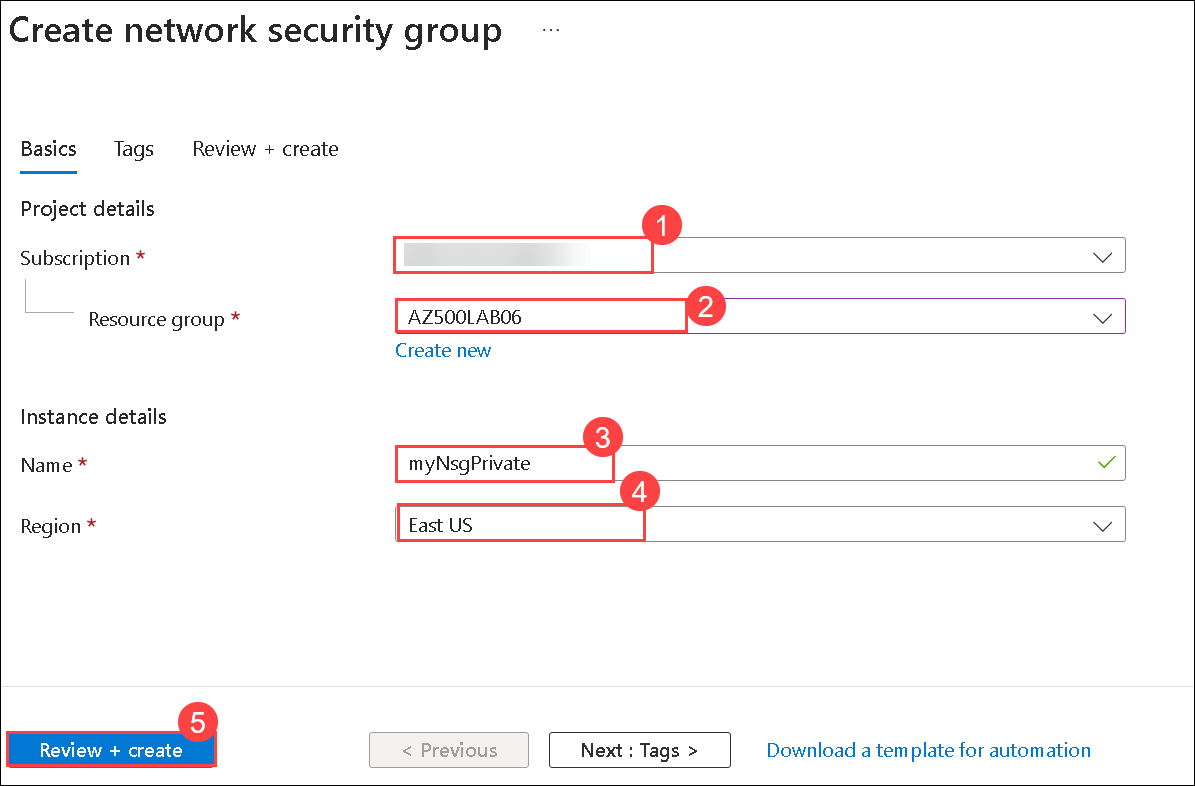 Create network security group ...
Basics Tags Review + create
Project details
1
Subscription *
2
Resource group * AZ500LAB06
Create new
Instance details
3
Name * myNsgPrivate
4
Region * East US
5
Review + create < Previous Next : Tags > Download a template for automation